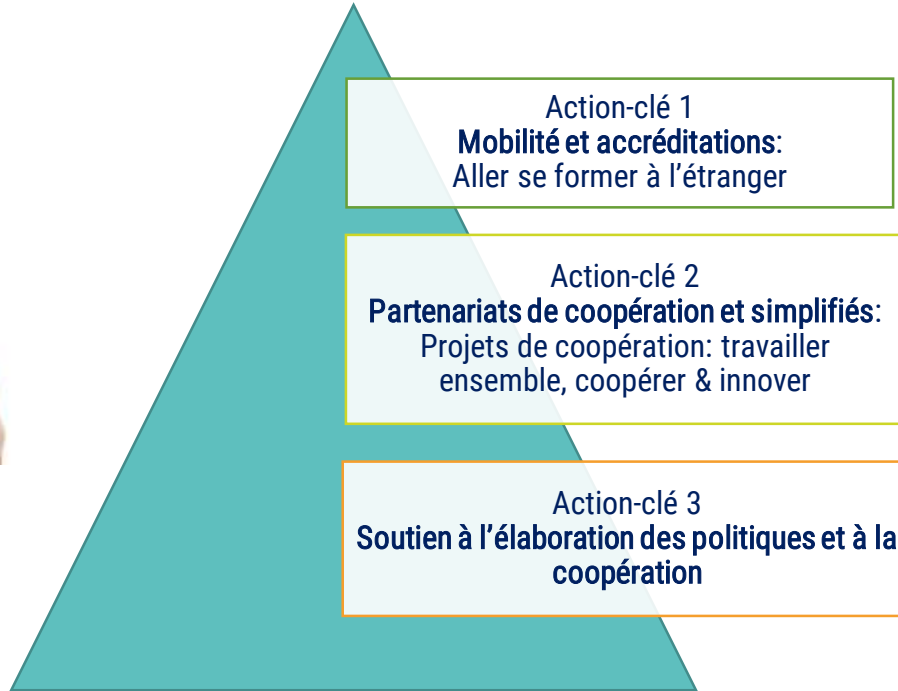 Action-clé 1
Mobilité et accréditations:
Aller se former à l’étranger
Action-clé 2
Partenariats de coopération et simplifiés:
Projets de coopération: travailler
ensemble, coopérer & innover
Action-clé 3
Soutien à l’élaboration des politiques et à la
coopération